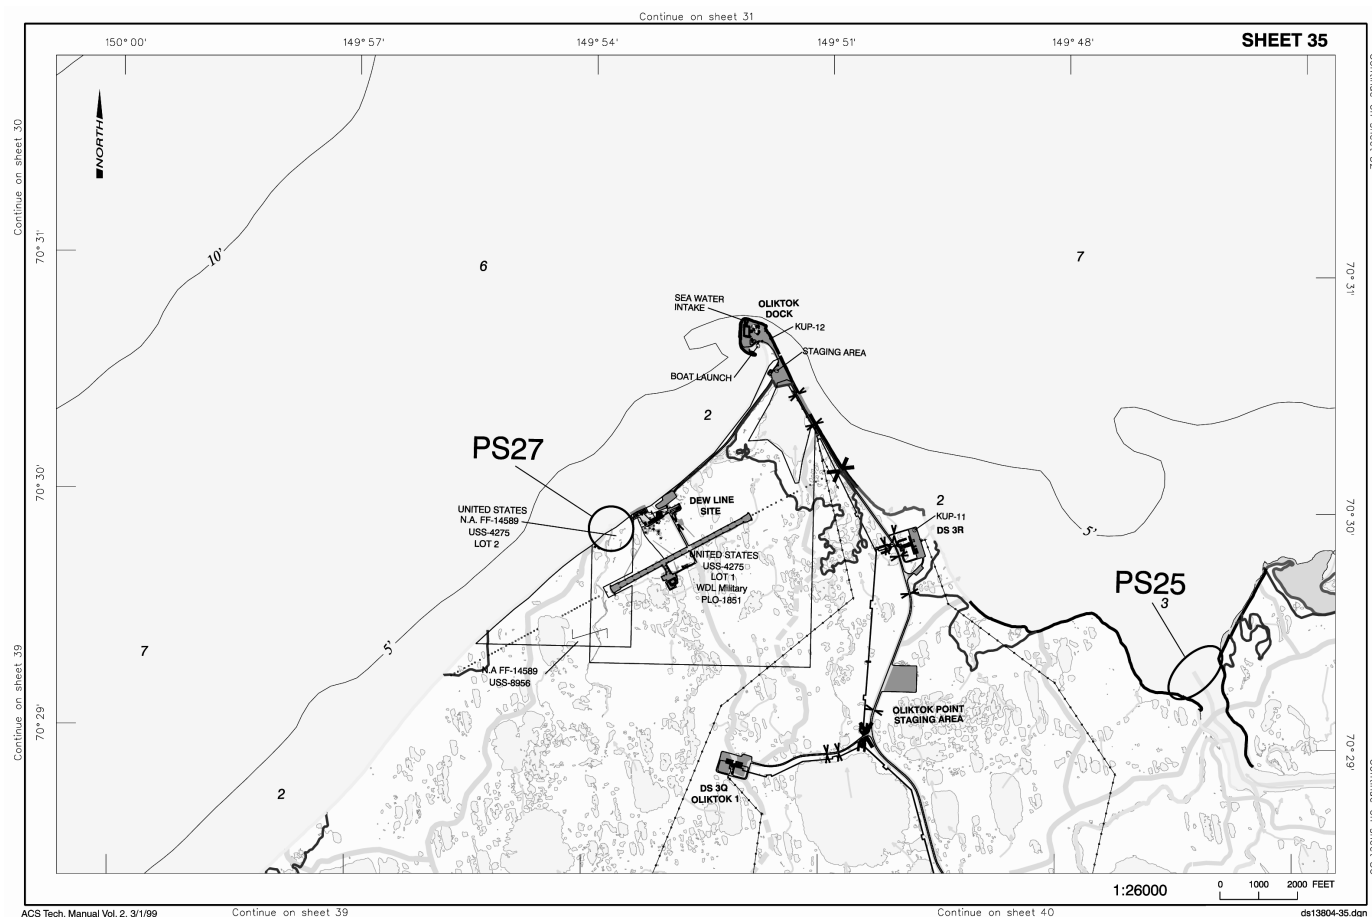 Continue on sheet 31
150° 00'
149° 57'
149° 54'
149° 51'
149° 48'
SHEET 35
NORTH
Continue on sheet 30
70° 31'
70° 31'
10'
6
7
SEA WATER
INTAKE
OLIKTOK
DOCK
KUP-12
STAGING AREA
BOAT LAUNCH
2
PS27
70° 30'
70° 30'
DEW LINE
SITE
UNITED STATES
N.A. FF-14589
USS-4275
LOT 2
2
KUP-11
DS 3R
5'
UNITED STATES
USS-4275
LOT 1
WDL Military
PLO-1851
PS25
3
7
5'
N.A FF-14589
USS-8956
Continue on sheet 39
70° 29'
70° 29'
OLIKTOK POINT
STAGING AREA
DS 3Q
OLIKTOK 1
2
1:26000
0 1000 2000 FEET
ACS Tech. Manual Vol. 2, 3/1/99
Continue on sheet 39
Continue on sheet 40
ds13804-35.dgn